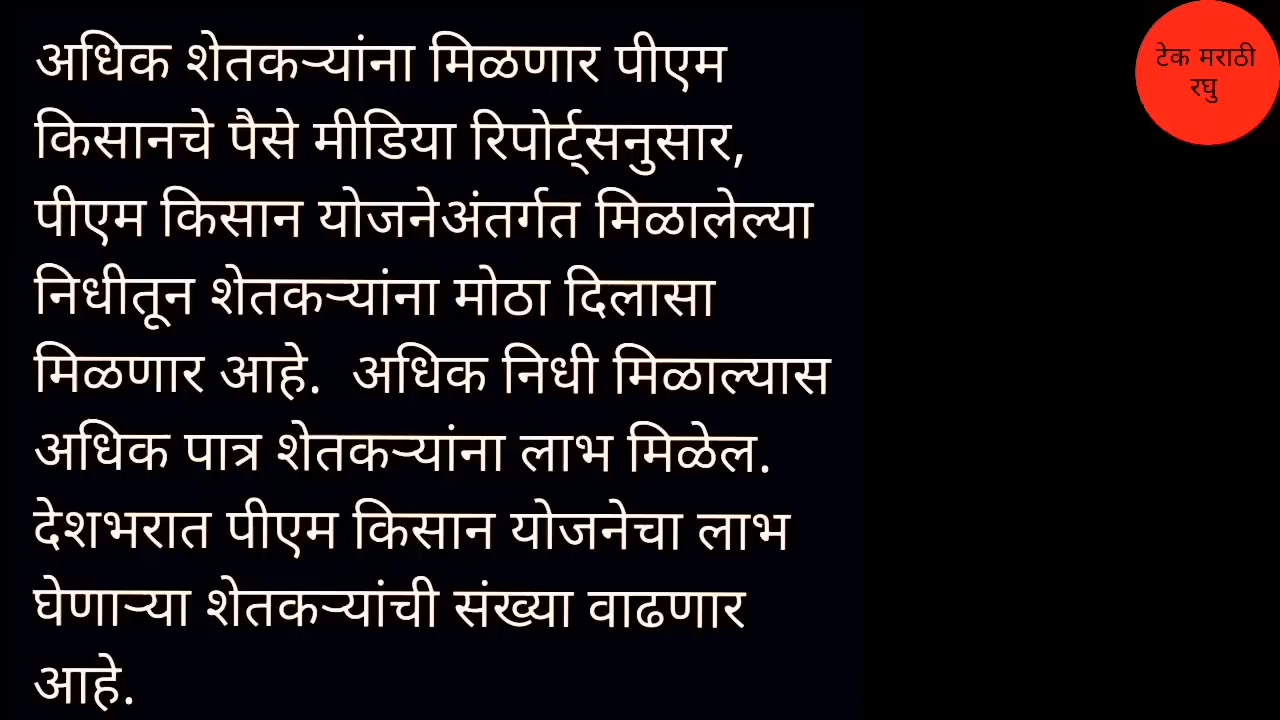 अधिक शेतकऱ्यांना मिळणार पीएम
किसानचे पैसे मीडिया रिपोर्ट्सनुसार,
पीएम किसान योजनेअंतर्गत मिळालेल्या
निधीतून शेतकऱ्यांना मोठा दिलासा
मिळणार आहे.  अधिक निधी मिळाल्यास
अधिक पात्र शेतकऱ्यांना लाभ मिळेल.
देशभरात पीएम किसान योजनेचा लाभ
घेणाऱ्या शेतकऱ्यांची संख्या वाढणार
आहे.
टेक मराठी
रघु